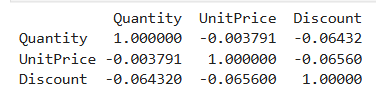 Quantity UnitPrice Discount
Quantity 1.000000 -0.003791 -0.06432
UnitPrice -0.003791 1.000000 -0.06560
Discount -0.064320 -0.065600 1.00000